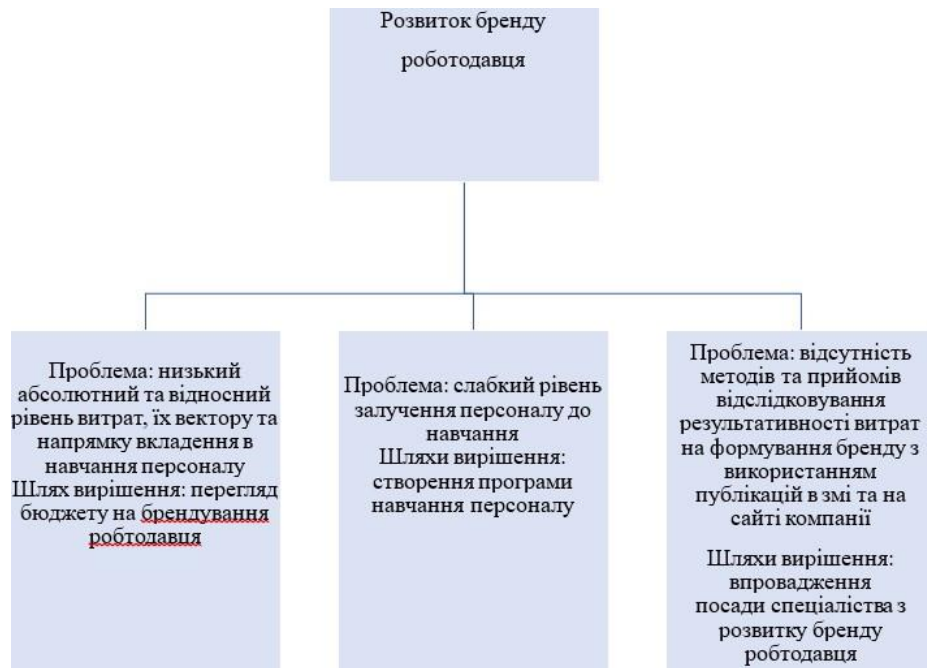 Розвиток бренду
роботодавця
Проблема: низький
абсолютний та відносний
рівень витрат, їх вектору та
напрямку вкладення в
навчання персоналу
Шлях вирішення: перегляд
бюджету на брендування
робтодавця
Проблема: слабкий рівень
залучення персоналу до
навчання
Шляхи вирішення:
створення програми
навчання персоналу
Проблема: відсутність
методів та прийомів
відслідковування
результативності витрат
на формування бренду з
використанням
публікацій в змі та на
сайті компанії
Шляхи вирішення:
впровадження
посади спеціаліства з
розвитку бренду
робтодавця